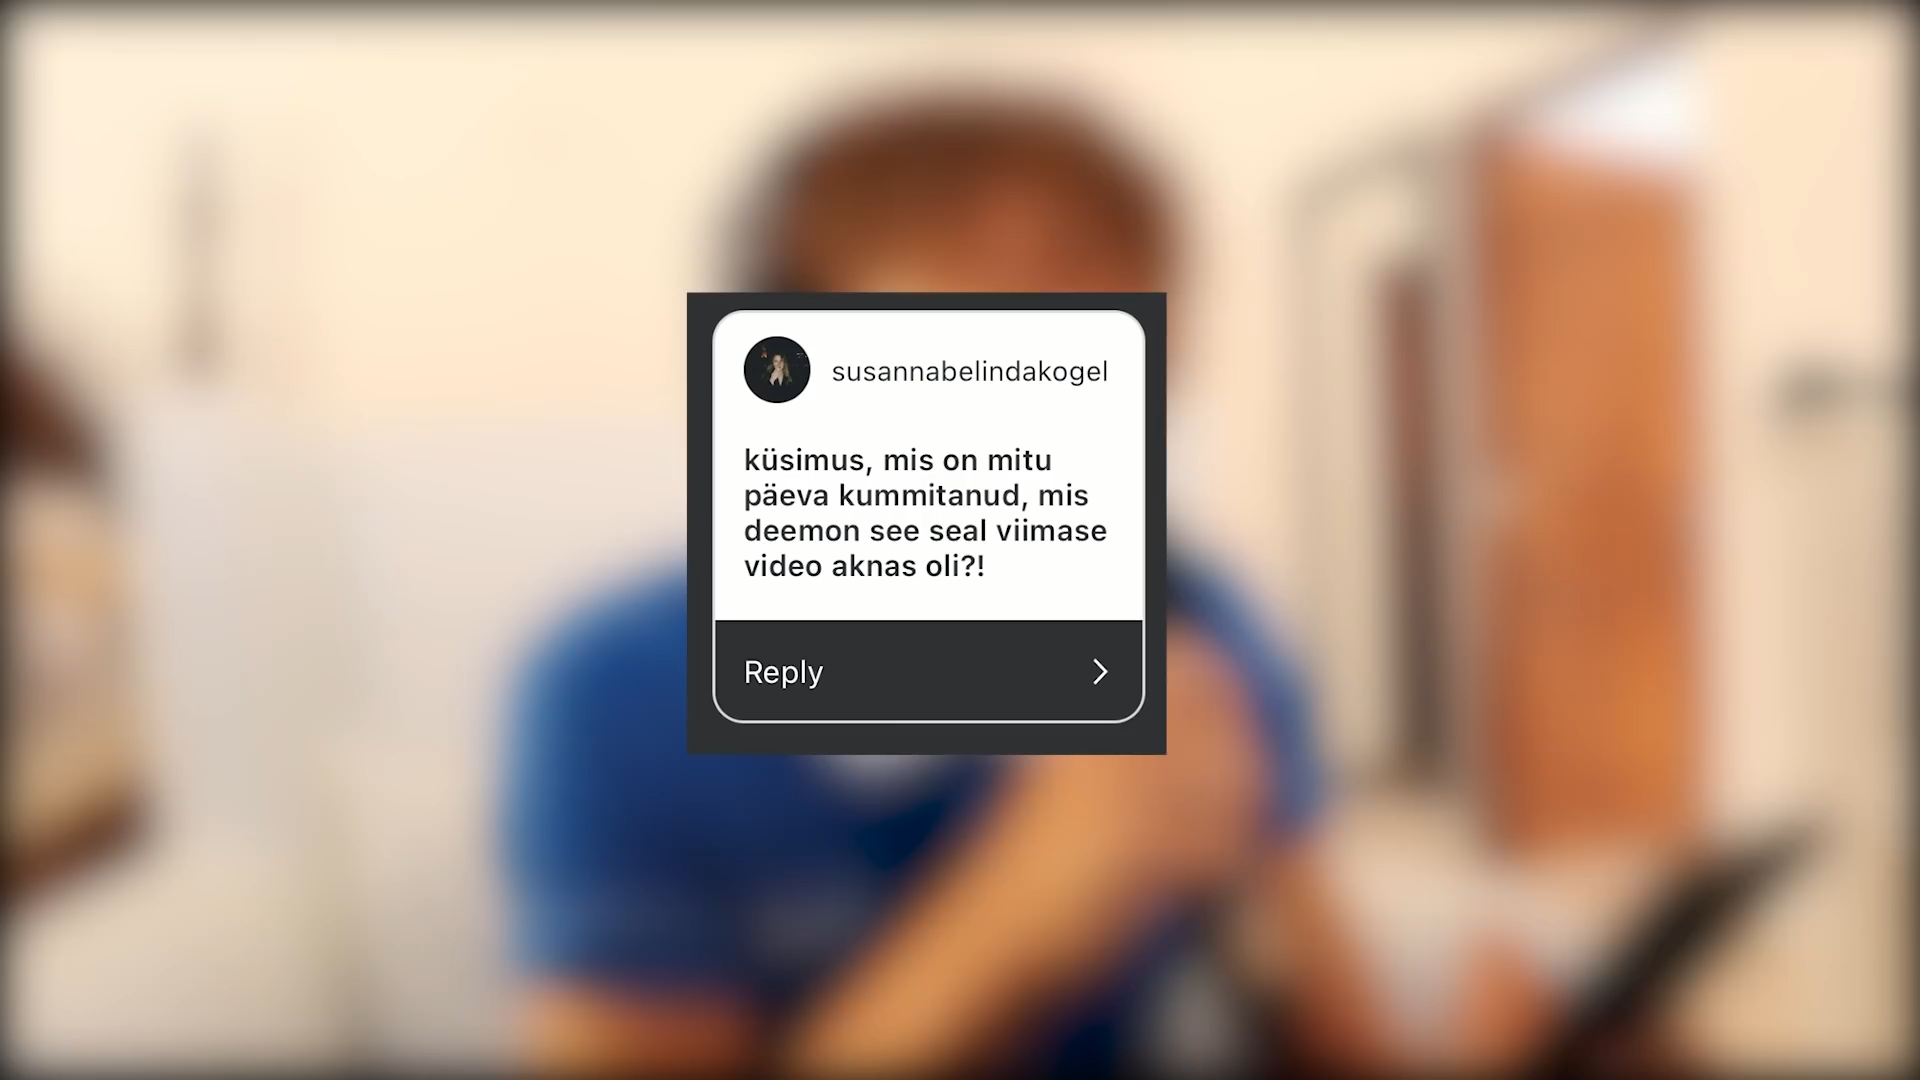 susannabelindakogel
küsimus, mis on mitu
päeva kummitanud, mis
deemon see seal viimase
video aknas oli?!
Reply